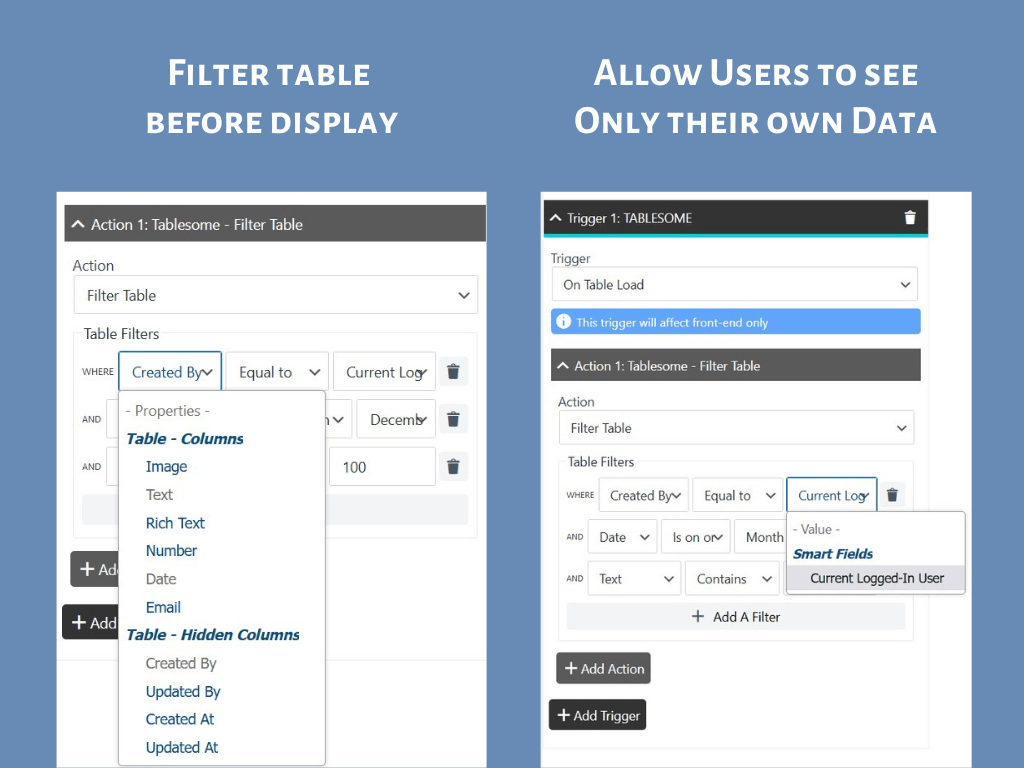 Filter table
before display
Allow Users to see
Only their own Data
Action 1: Tablesome - Filter Table
Action
Filter Table
Table Filters
WHERE Created By Equal to Current Log
AND Decemb
AND 100
- Properties -
Table - Columns
Image
Text
Rich Text
Number
Date
Email
Table - Hidden Columns
Created By
Updated By
Created At
Updated At
+ Ad
+ Add
Trigger 1: TABLESOME
Trigger
On Table Load
This trigger will affect front-end only
Action 1: Tablesome - Filter Table
Action
Filter Table
Table Filters
WHERE Created By Equal to Current Log
- Value -
Smart Fields
Current Logged-In User
AND Date Is on or Month
AND Text Contains
+ Add A Filter
+ Add Action
+ Add Trigger